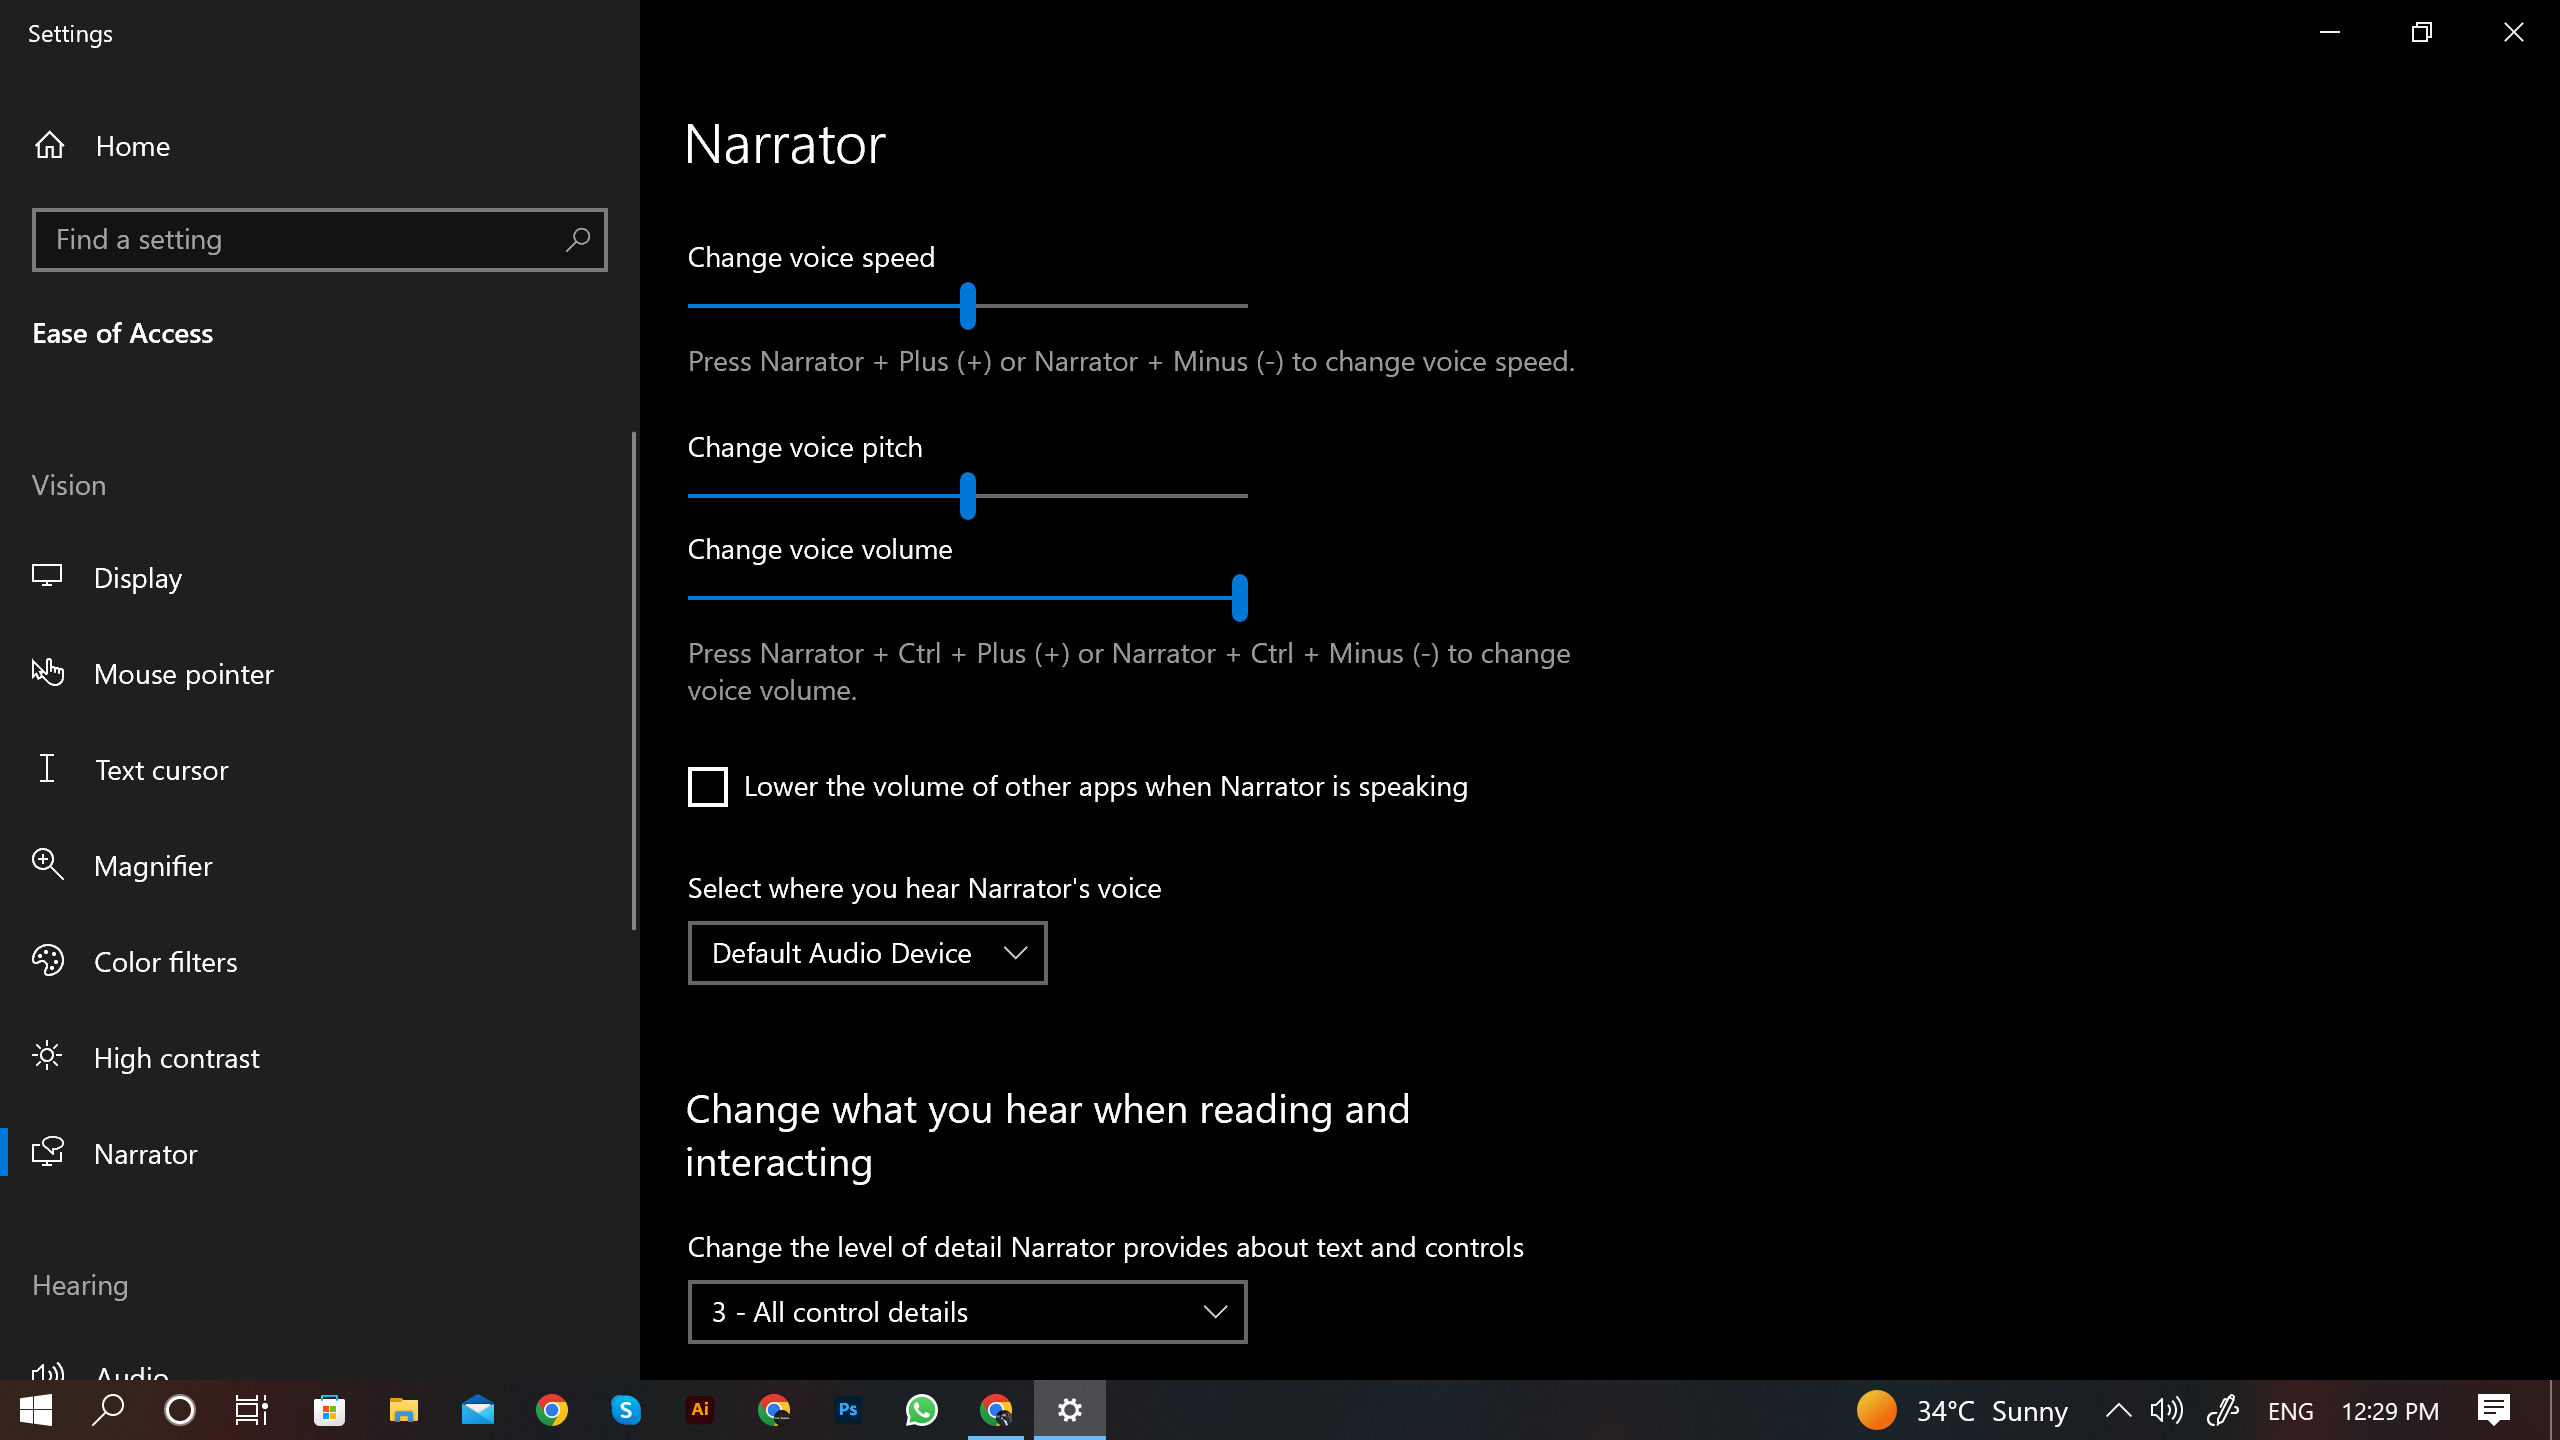 Settings
Home
Find a setting
Ease of Access
Vision
Display
Mouse pointer
Text cursor
Magnifier
Color filters
High contrast
Narrator
Hearing
Audio
Narrator
Change voice speed
Press Narrator + Plus (+) or Narrator + Minus (-) to change voice speed.
Change voice pitch
Change voice volume
Press Narrator + Ctrl + Plus (+) or Narrator + Ctrl + Minus (-) to change
voice volume.
Lower the volume of other apps when Narrator is speaking
Select where you hear Narrator's voice
Default Audio Device
Change what you hear when reading and
interacting
Change the level of detail Narrator provides about text and controls
3 - All control details
S
Ai
Ps
34°C Sunny
ENG
12:29 PM